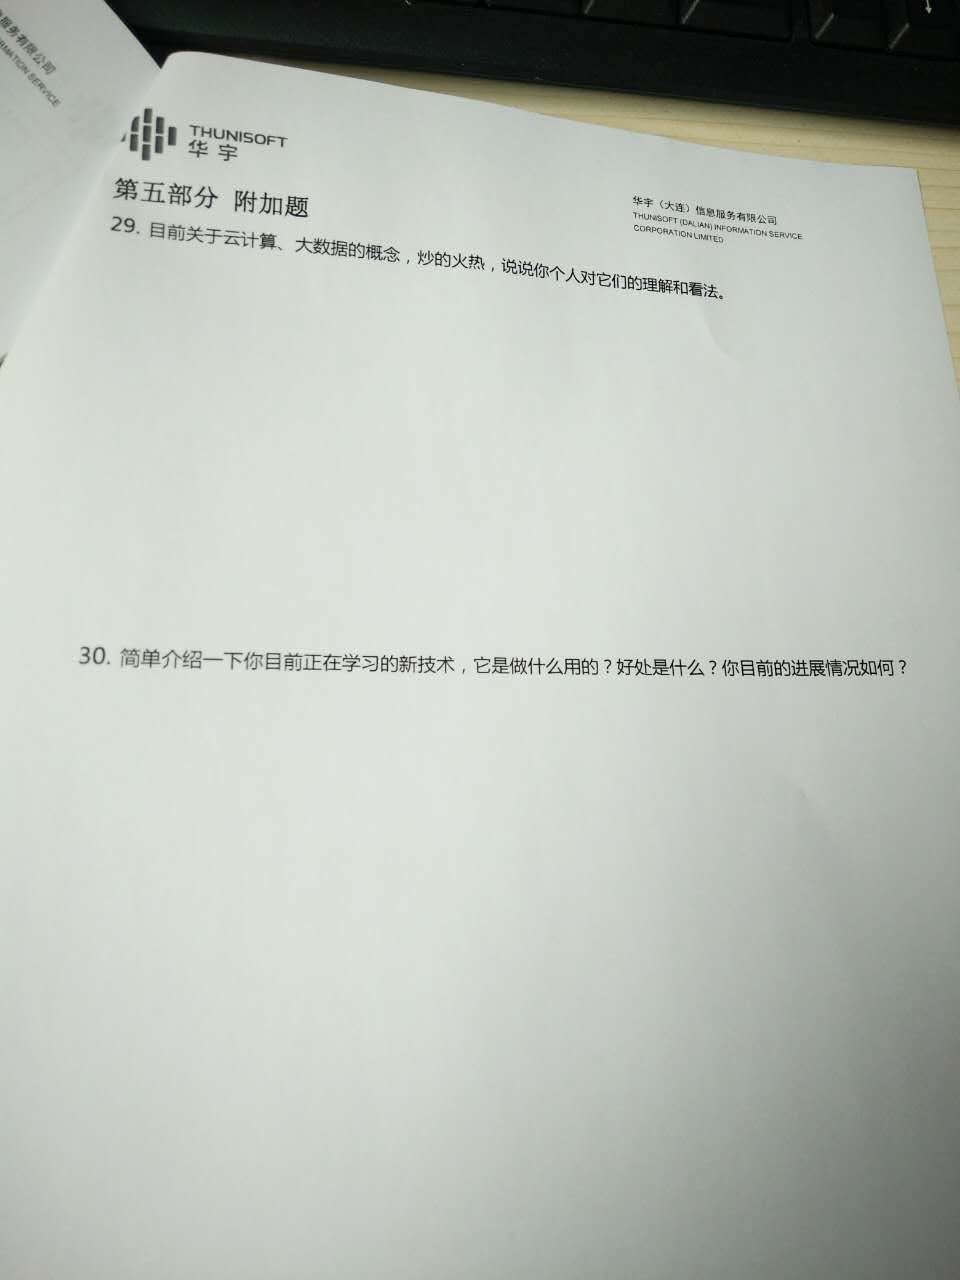 服务有限公司
RMATION SERVICE
THUNISOFT
华宇
华宇（大连）信息服务有限公司
THUNISOFT (DALIAN) INFORMATION SERVICE
CORPORATION LIMITED
第五部分 附加题
29. 目前关于云计算、大数据的概念，炒的火热，说说你个人对它们的理解和看法。
30. 简单介绍一下你目前正在学习的新技术，它是做什么用的？好处是什么？你目前的进展情况如何？